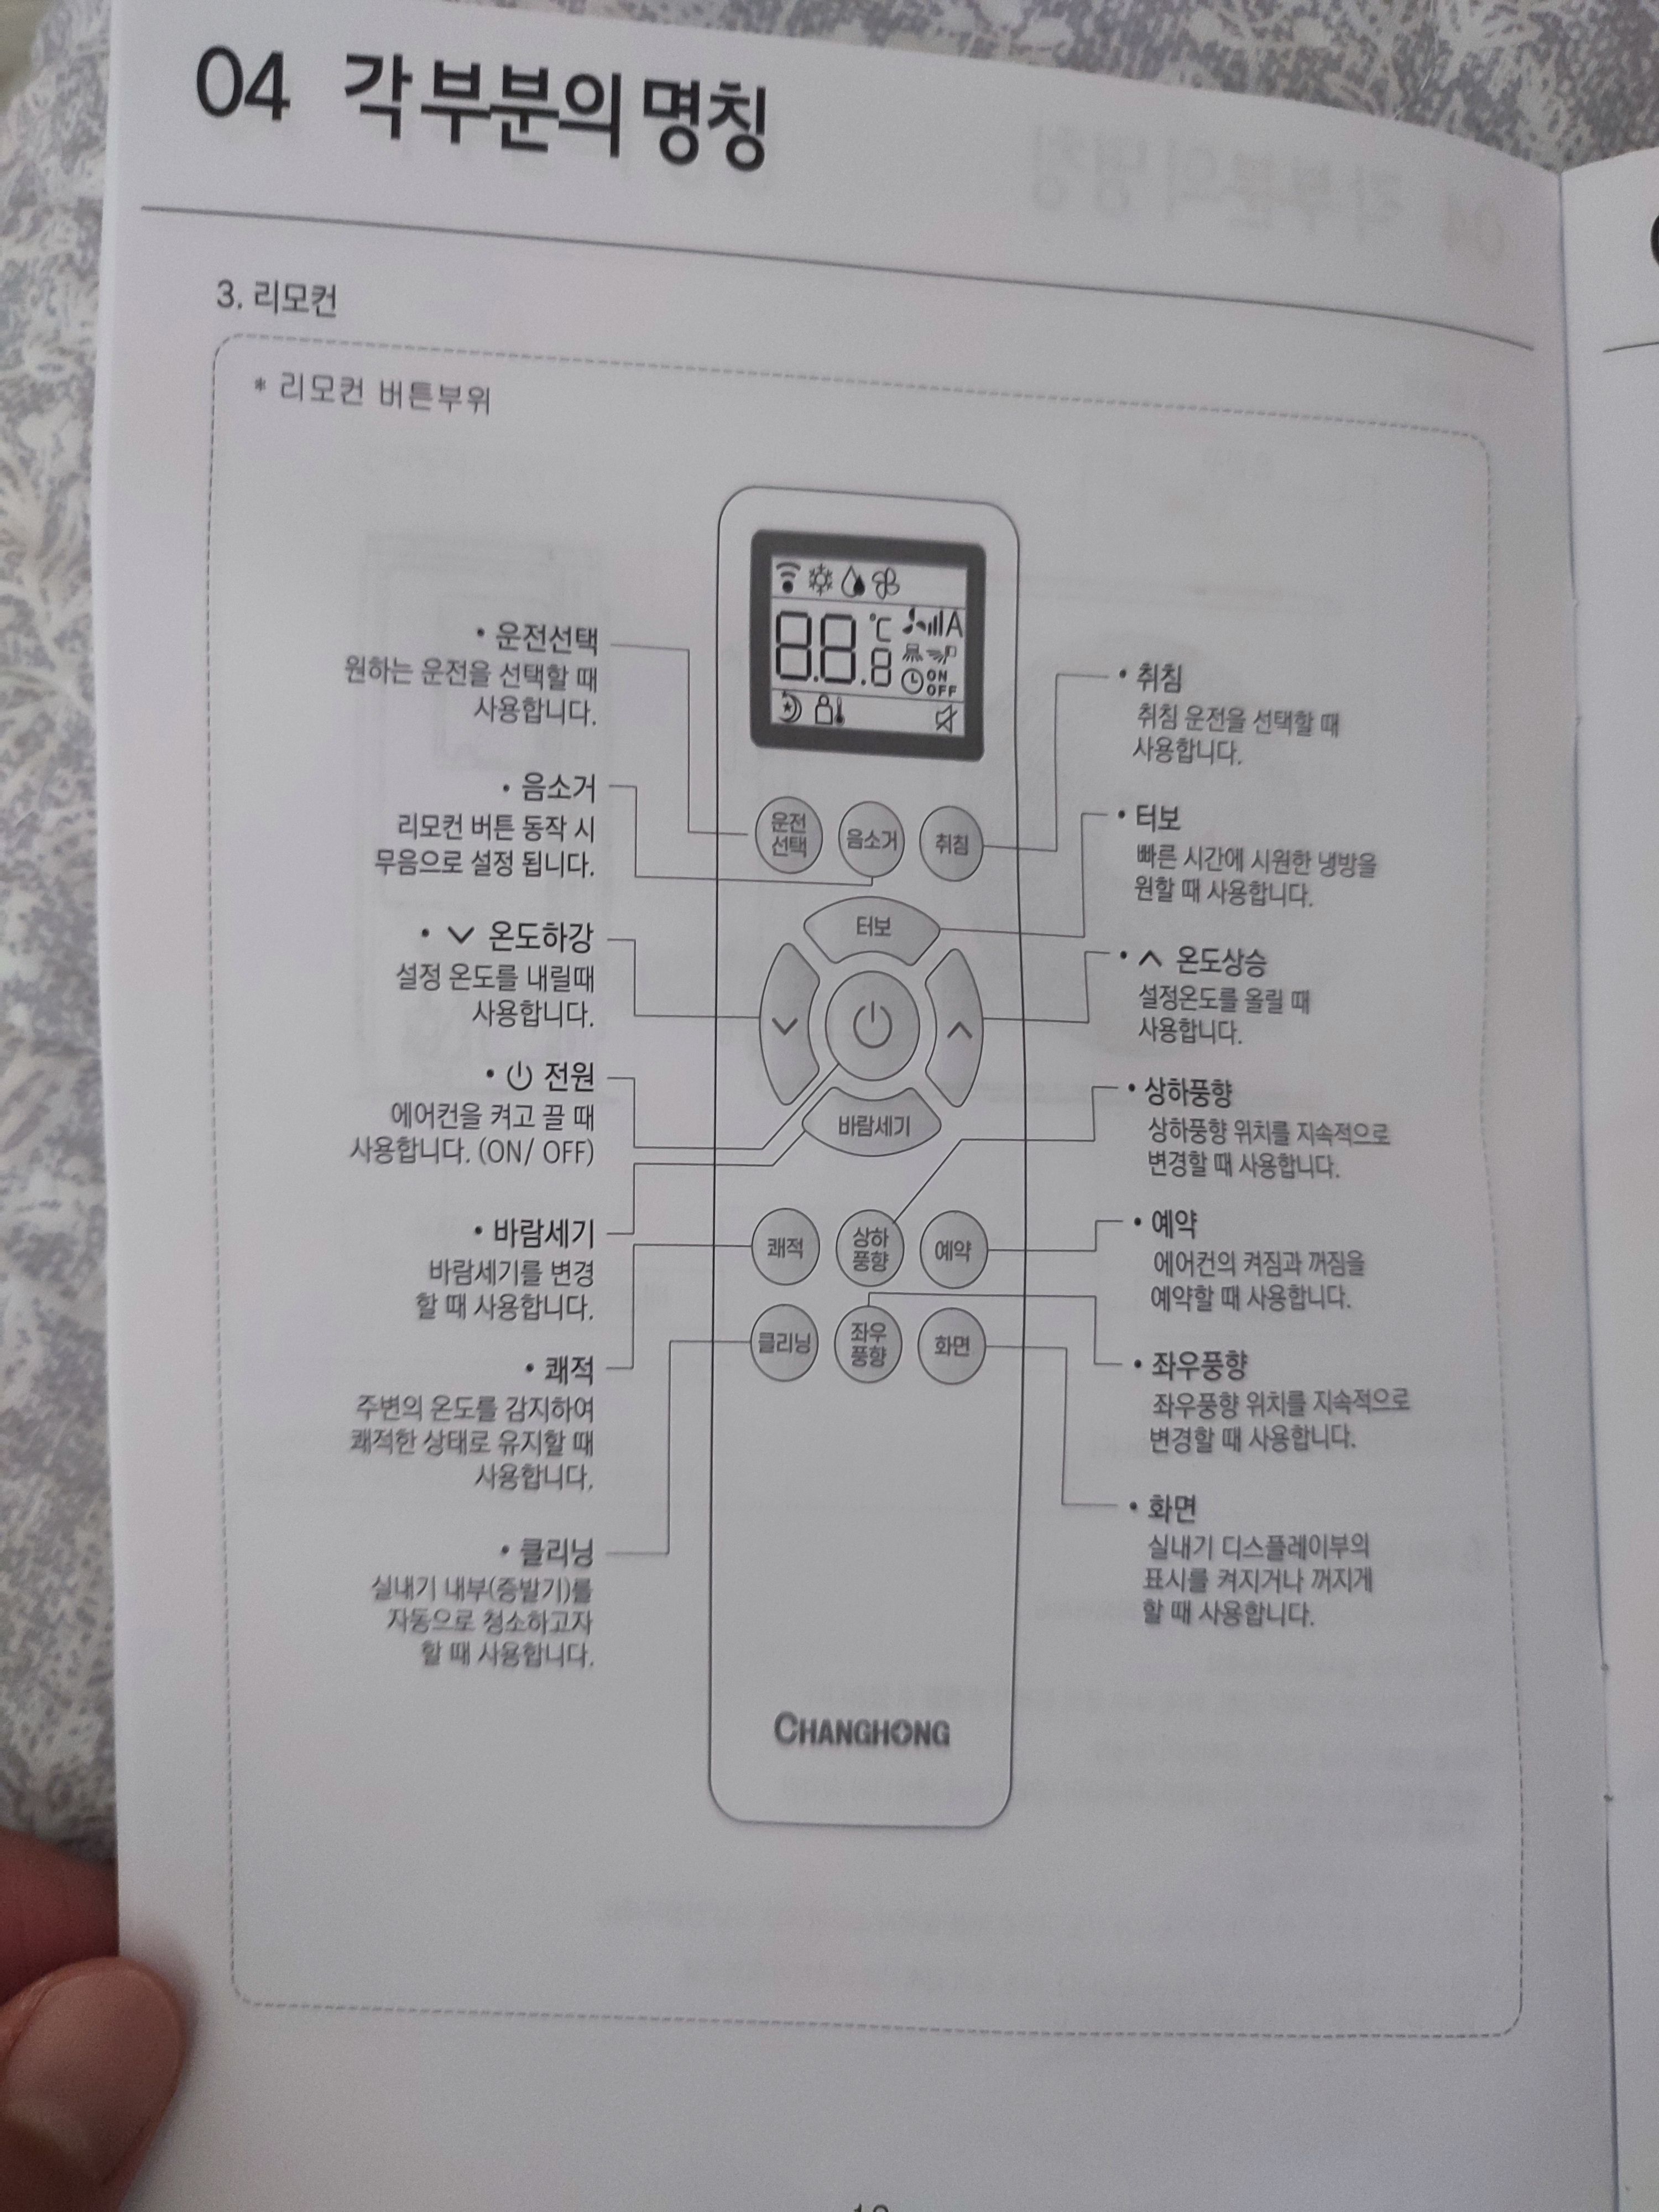 04 각 부분의 명칭
3. 리모컨
* 리모컨 버튼부위
• 운전선택
원하는 운전을 선택할 때
사용합니다.
• 음소거
리모컨 버튼 동작 시
무음으로 설정 됩니다.
• ∨ 온도하강
설정 온도를 내릴때
사용합니다.
• ⏻ 전원
에어컨을 켜고 끌 때
사용합니다. (ON/ OFF)
• 바람세기
바람세기를 변경
할 때 사용합니다.
• 쾌적
주변의 온도를 감지하여
쾌적한 상태로 유지할 때
사용합니다.
• 클리닝
실내기 내부(증발기)를
자동으로 청소하고자
할 때 사용합니다.
88.8 ℃ A
ON
OFF
운전
선택
음소거
취침
터보
바람세기
쾌적
상하
풍향
예약
클리닝
좌우
풍향
화면
CHANGHONG
• 취침
취침 운전을 선택할 때
사용합니다.
• 터보
빠른 시간에 시원한 냉방을
원할 때 사용합니다.
• ∧ 온도상승
설정온도를 올릴 때
사용합니다.
• 상하풍향
상하풍향 위치를 지속적으로
변경할 때 사용합니다.
• 예약
에어컨의 켜짐과 꺼짐을
예약할 때 사용합니다.
• 좌우풍향
좌우풍향 위치를 지속적으로
변경할 때 사용합니다.
• 화면
실내기 디스플레이부의
표시를 켜지거나 꺼지게
할 때 사용합니다.